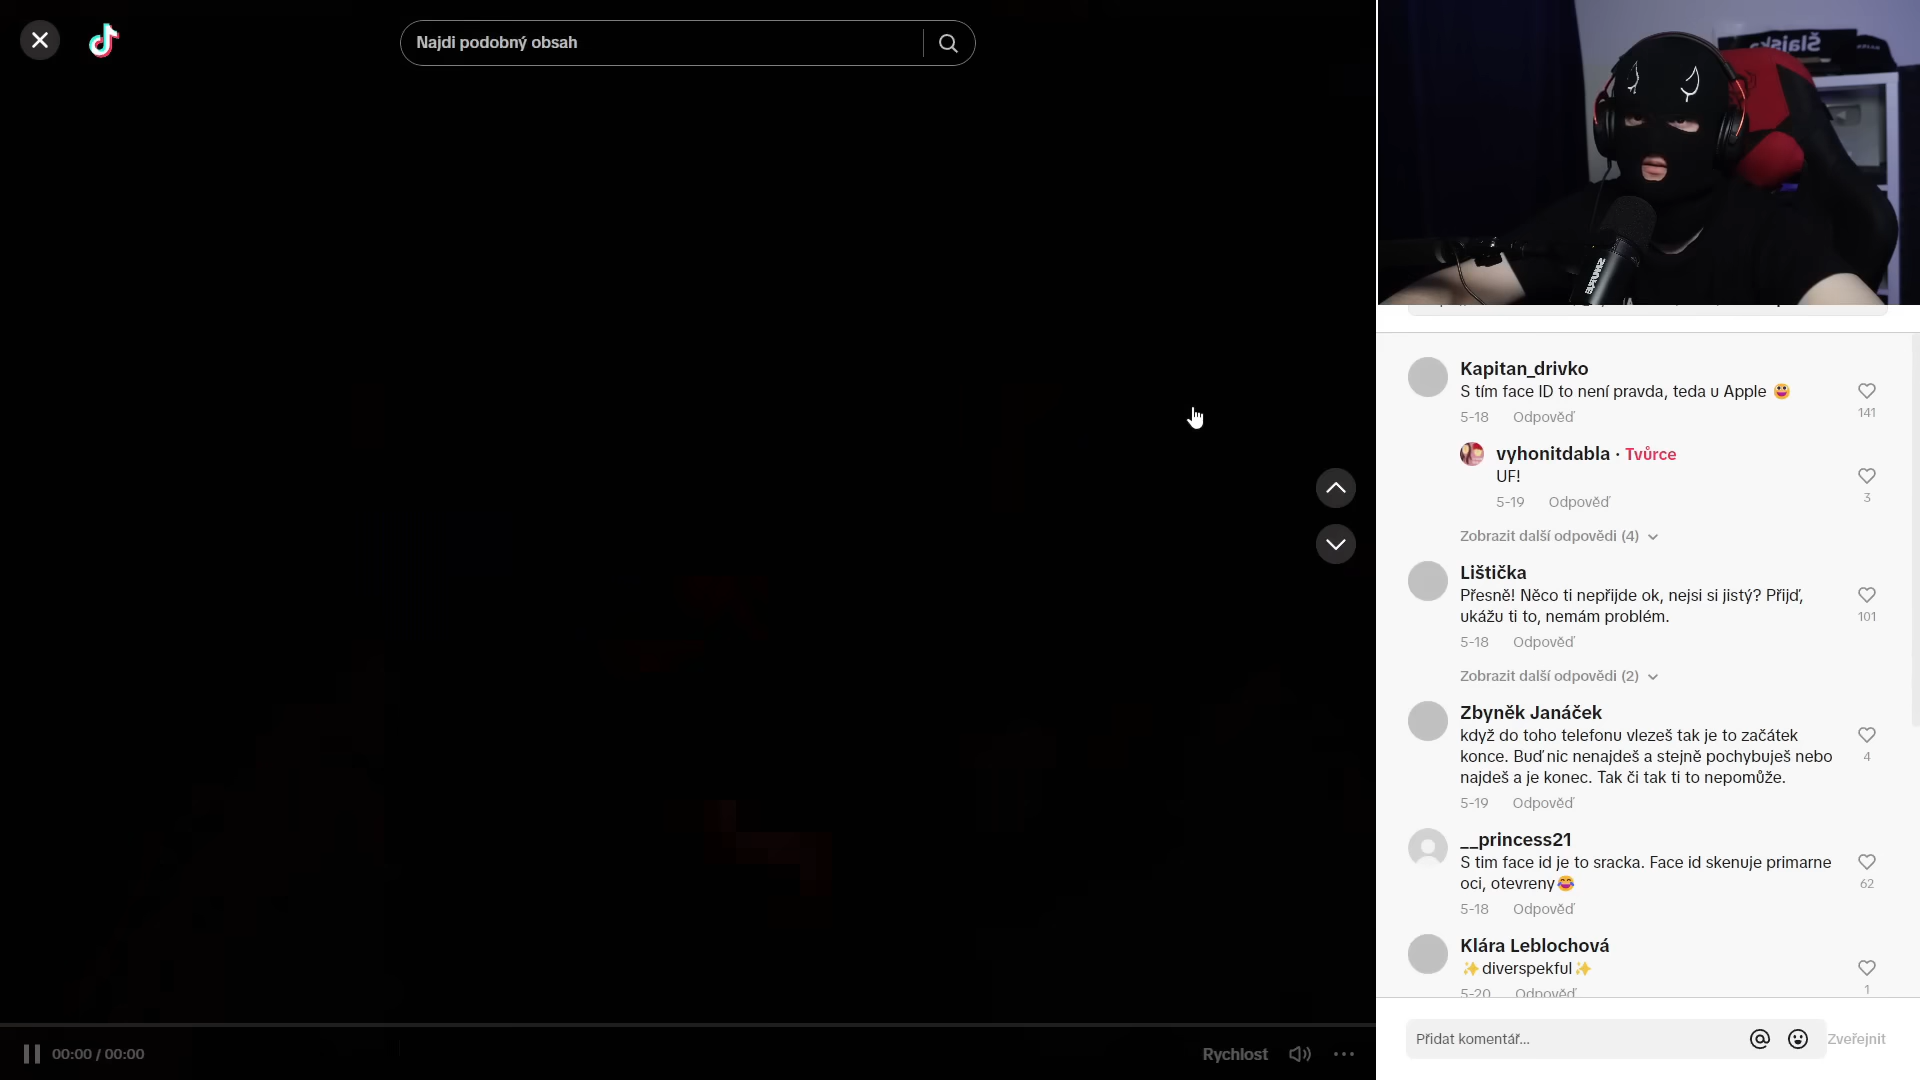 Najdi podobný obsah
Šlajska
Kapitan_drivko
S tím face ID to není pravda, teda u Apple 😀
141
5-18 Odpověď
vyhonitdabla · Tvůrce
UF!
3
5-19 Odpověď
Zobrazit další odpovědi (4)
Lištička
Přesně! Něco ti nepřijde ok, nejsi si jistý? Přijď,
ukážu ti to, nemám problém.
101
5-18 Odpověď
Zobrazit další odpovědi (2)
Zbyněk Janáček
když do toho telefonu vlezeš tak je to začátek
konce. Buď nic nenajdeš a stejně pochybuješ nebo
najdeš a je konec. Tak či tak ti to nepomůže.
4
5-19 Odpověď
__princess21
S tim face id je to sracka. Face id skenuje primarne
oci, otevreny😂
62
5-18 Odpověď
Klára Leblochová
✨diverspekful✨
1
5-20 Odpověď
Přidat komentář...
Zveřejnit
00:00 / 00:00
Rychlost